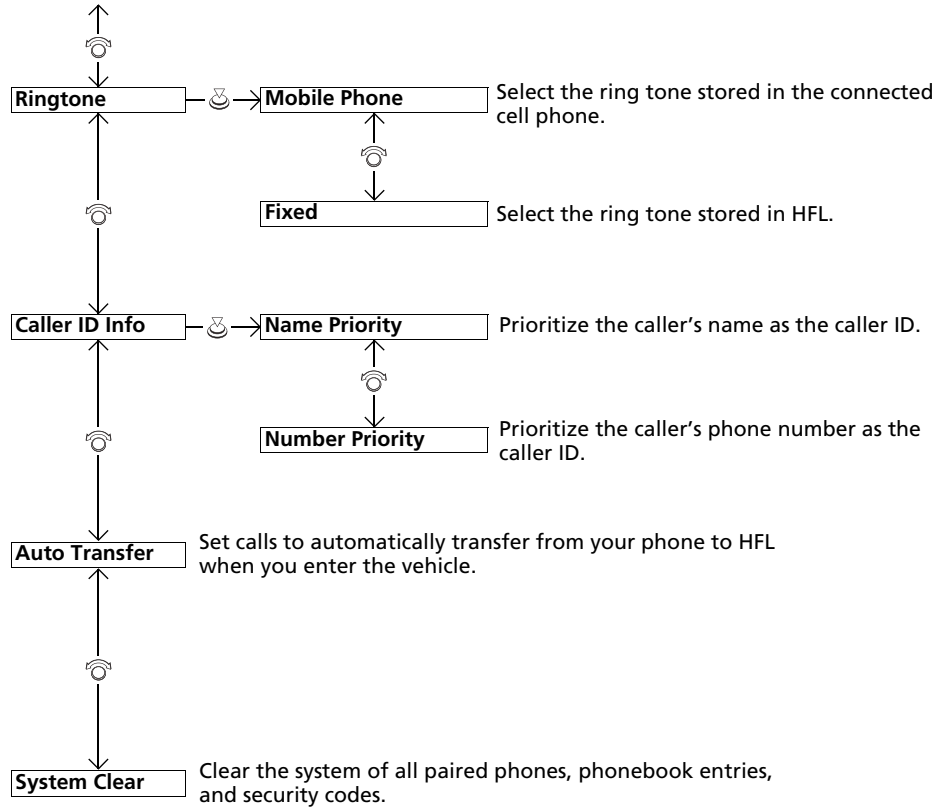 Ringtone
Mobile Phone
Select the ring tone stored in the connected
cell phone.
Fixed
Select the ring tone stored in HFL.
Caller ID Info
Name Priority
Prioritize the caller’s name as the caller ID.
Number Priority
Prioritize the caller’s phone number as the
caller ID.
Auto Transfer
Set calls to automatically transfer from your phone to HFL
when you enter the vehicle.
System Clear
Clear the system of all paired phones, phonebook entries,
and security codes.